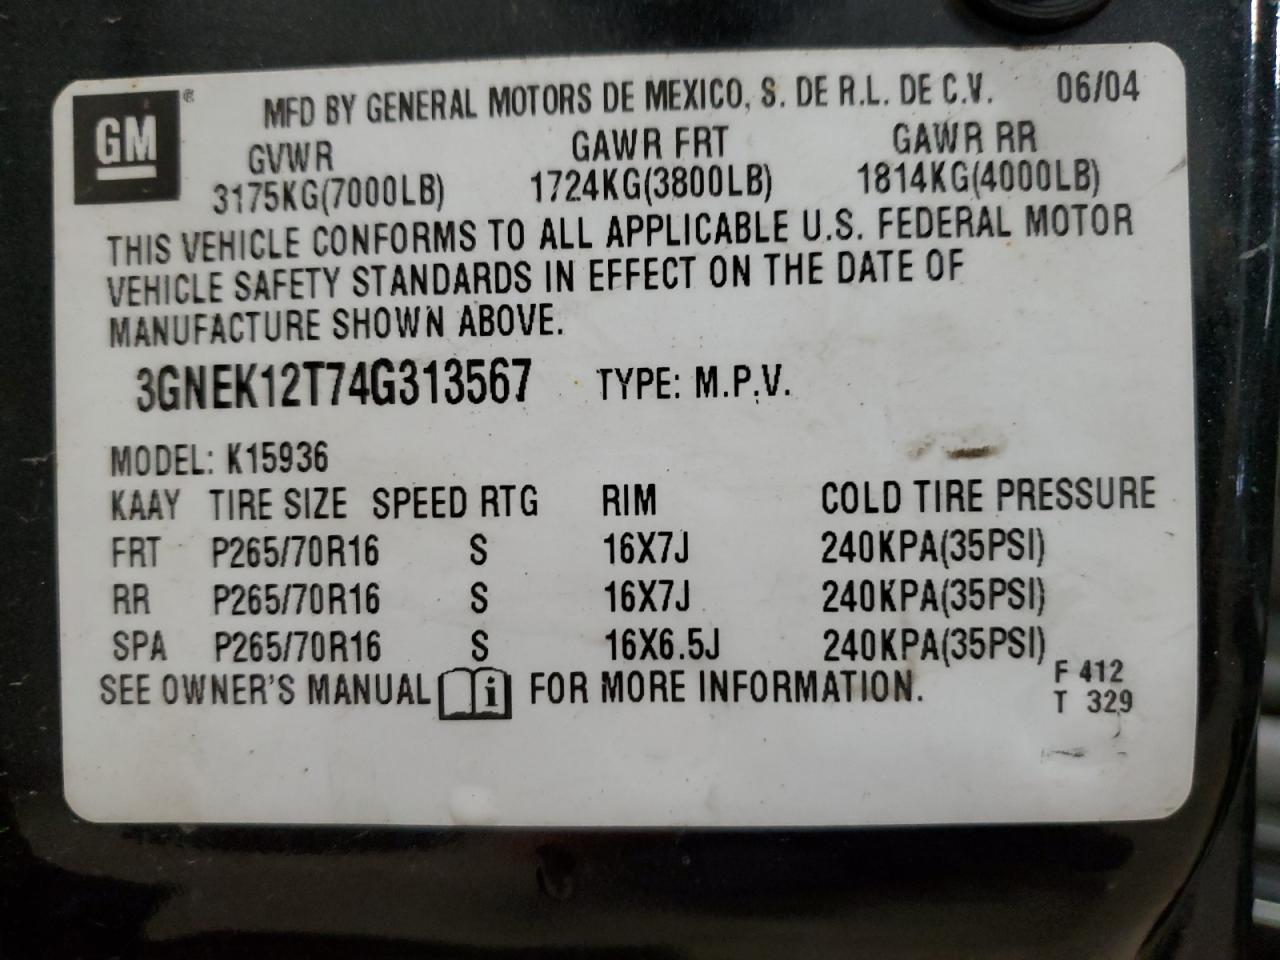 GM ®
MFD BY GENERAL MOTORS DE MEXICO, S. DE R.L. DE C.V. 06/04
GVWR GAWR FRT GAWR RR
3175KG(7000LB) 1724KG(3800LB) 1814KG(4000LB)
THIS VEHICLE CONFORMS TO ALL APPLICABLE U.S. FEDERAL MOTOR
VEHICLE SAFETY STANDARDS IN EFFECT ON THE DATE OF
MANUFACTURE SHOWN ABOVE.
3GNEK12T74G313567 TYPE: M.P.V.
MODEL: K15936
KAAY TIRE SIZE SPEED RTG RIM COLD TIRE PRESSURE
FRT P265/70R16 S 16X7J 240KPA(35PSI)
RR P265/70R16 S 16X7J 240KPA(35PSI)
SPA P265/70R16 S 16X6.5J 240KPA(35PSI)
SEE OWNER'S MANUAL i FOR MORE INFORMATION.
F 412
T 329